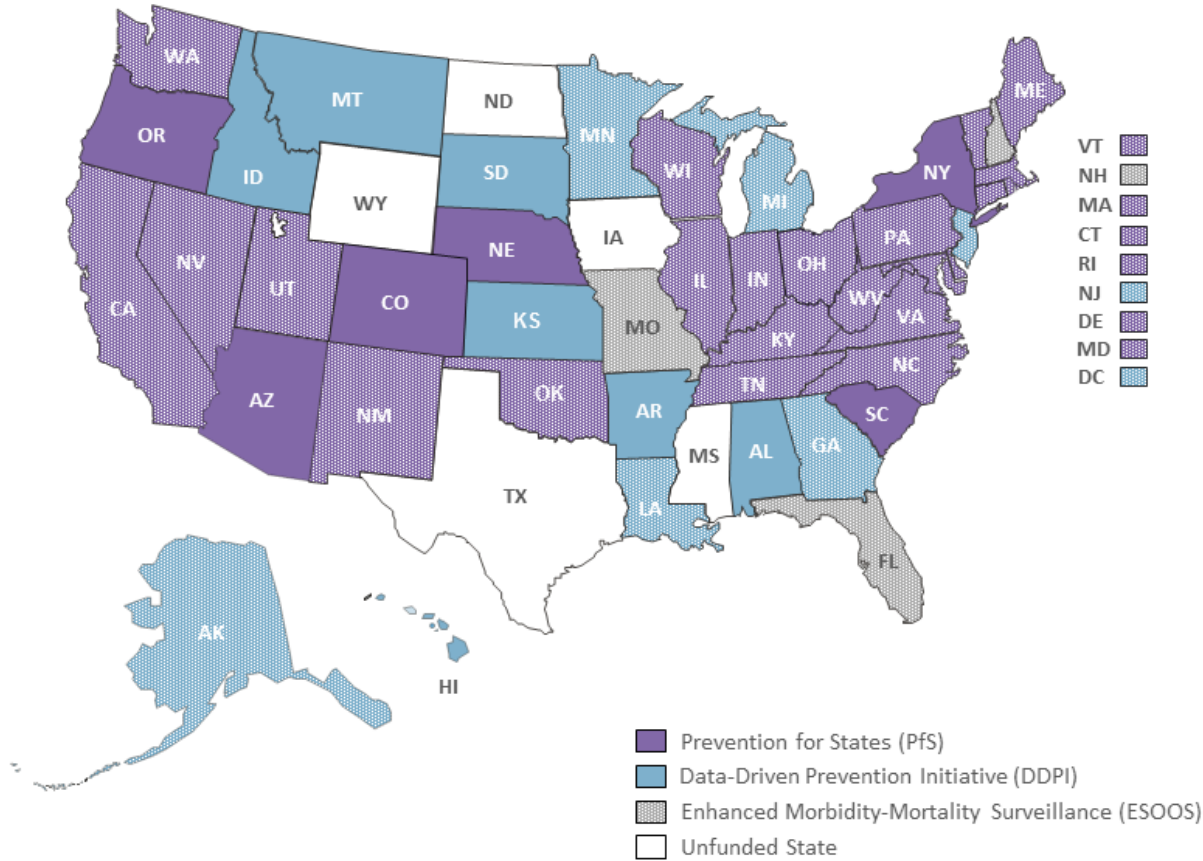 WA
ME
MT
ND
MN
OR
VT
WI
NY
ID
SD
NH
MI
WY
MA
IA
PA
CT
NE
OH
NV
IL
IN
RI
UT
NJ
CA
CO
WV
VA
KS
MO
DE
KY
MD
NC
TN
DC
OK
AZ
NM
AR
SC
MS
AL
GA
TX
LA
FL
AK
HI
Prevention for States (PfS)
Data-Driven Prevention Initiative (DDPI)
Enhanced Morbidity-Mortality Surveillance (ESOOS)
Unfunded State